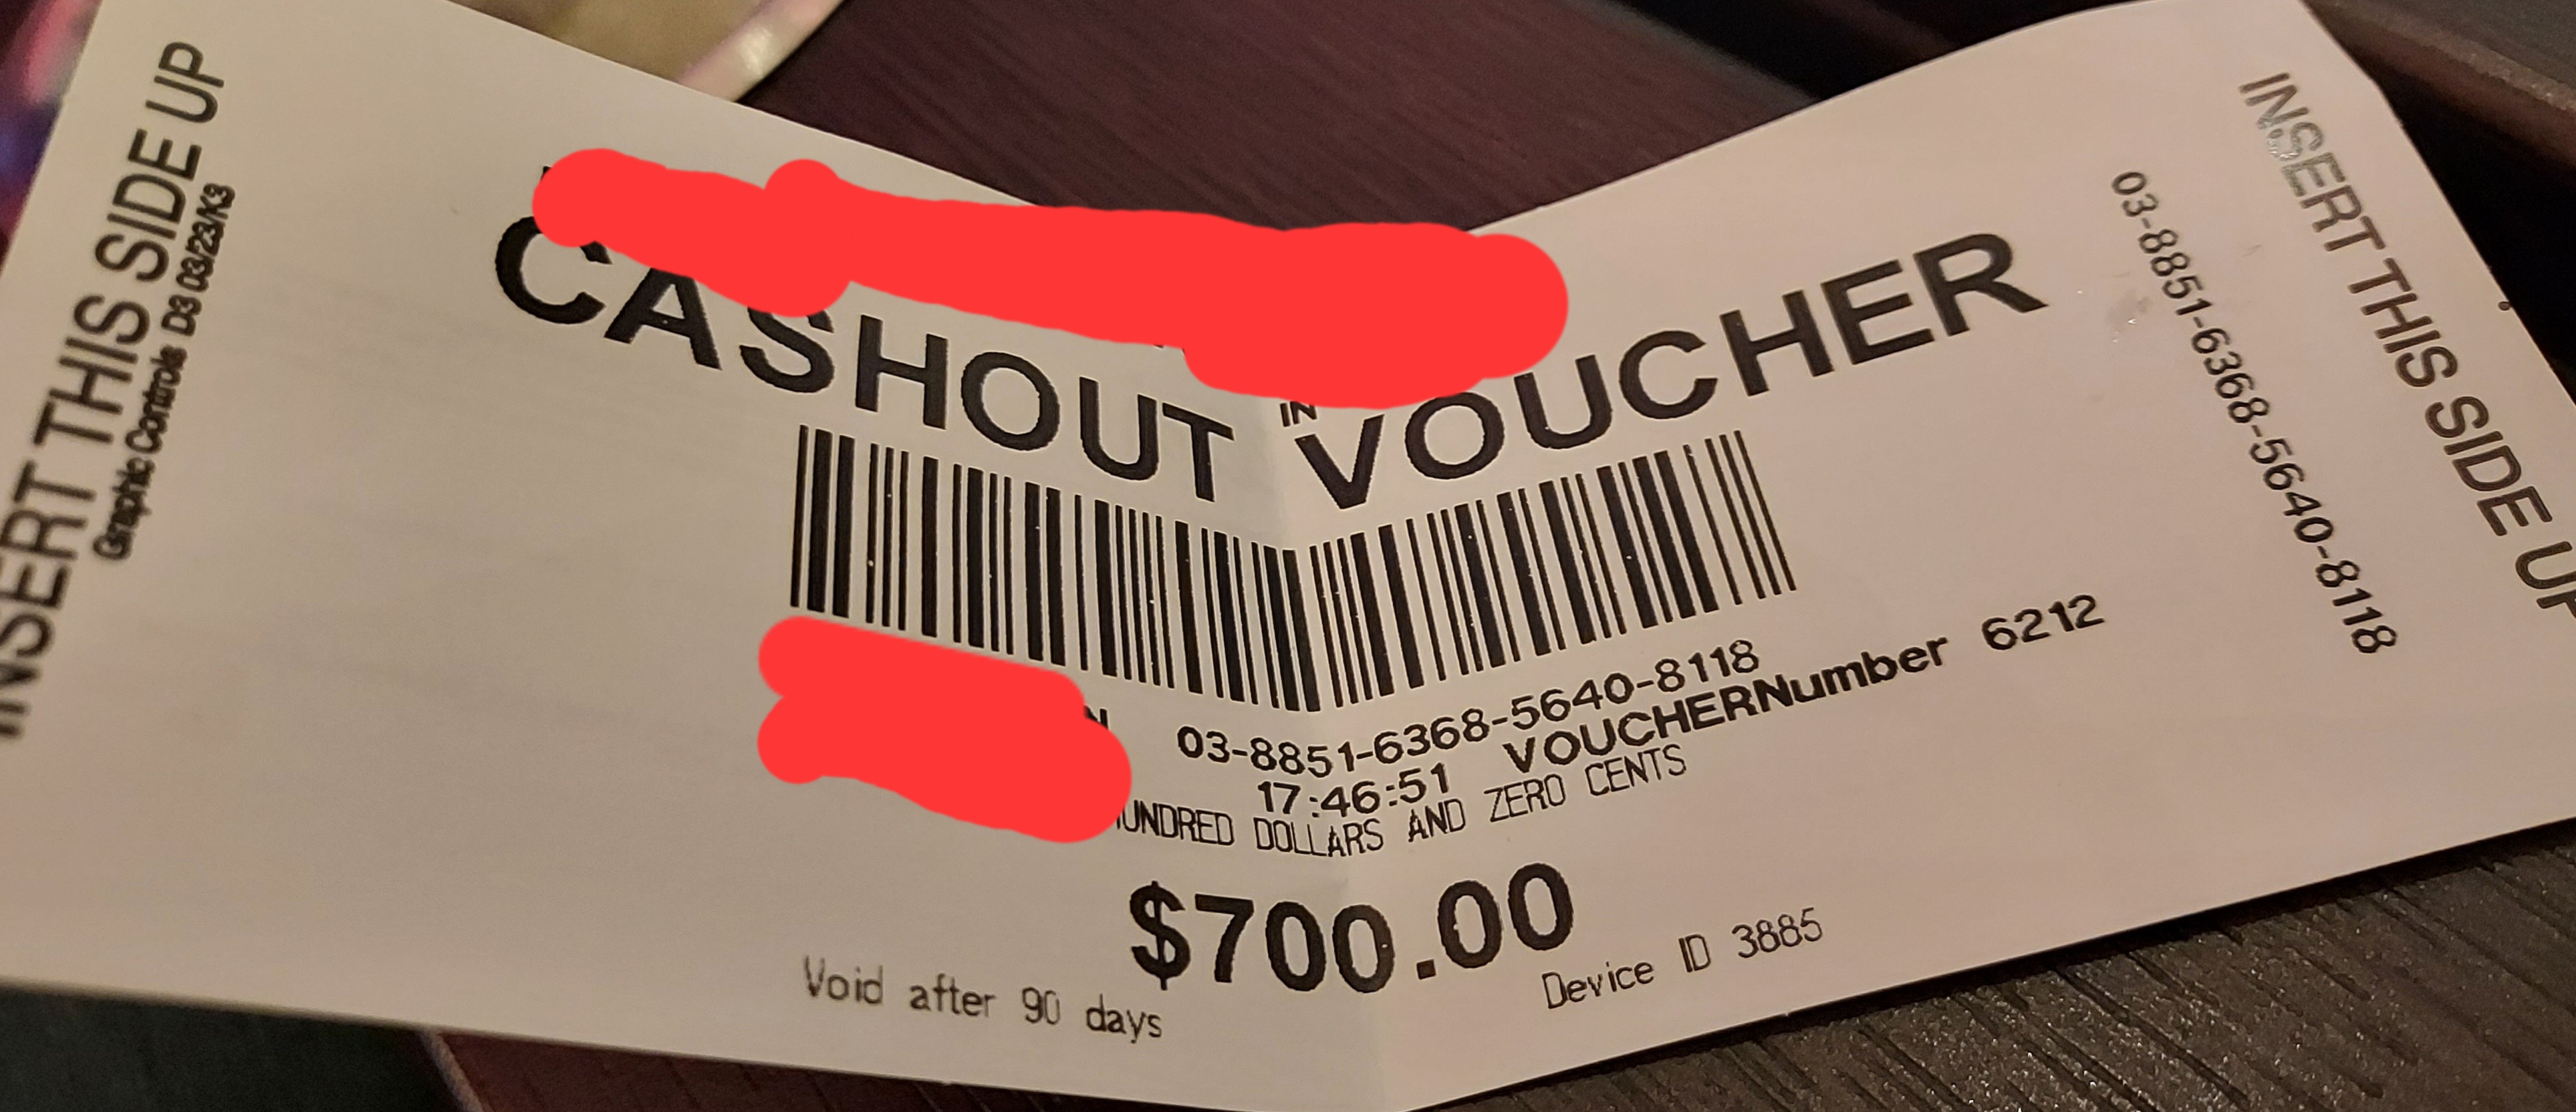 INSERT THIS SIDE UP
Graphic Controls D3 03/23/K3
CASHOUT VOUCHER
03-8851-6368-5640-8118
17:46:51 VOUCHERNumber 6212
DOLLARS AND ZERO CENTS
$700.00
Void after 90 days
Device ID 3885
03-8851-6368-5640-8118
INSERT THIS SIDE UP